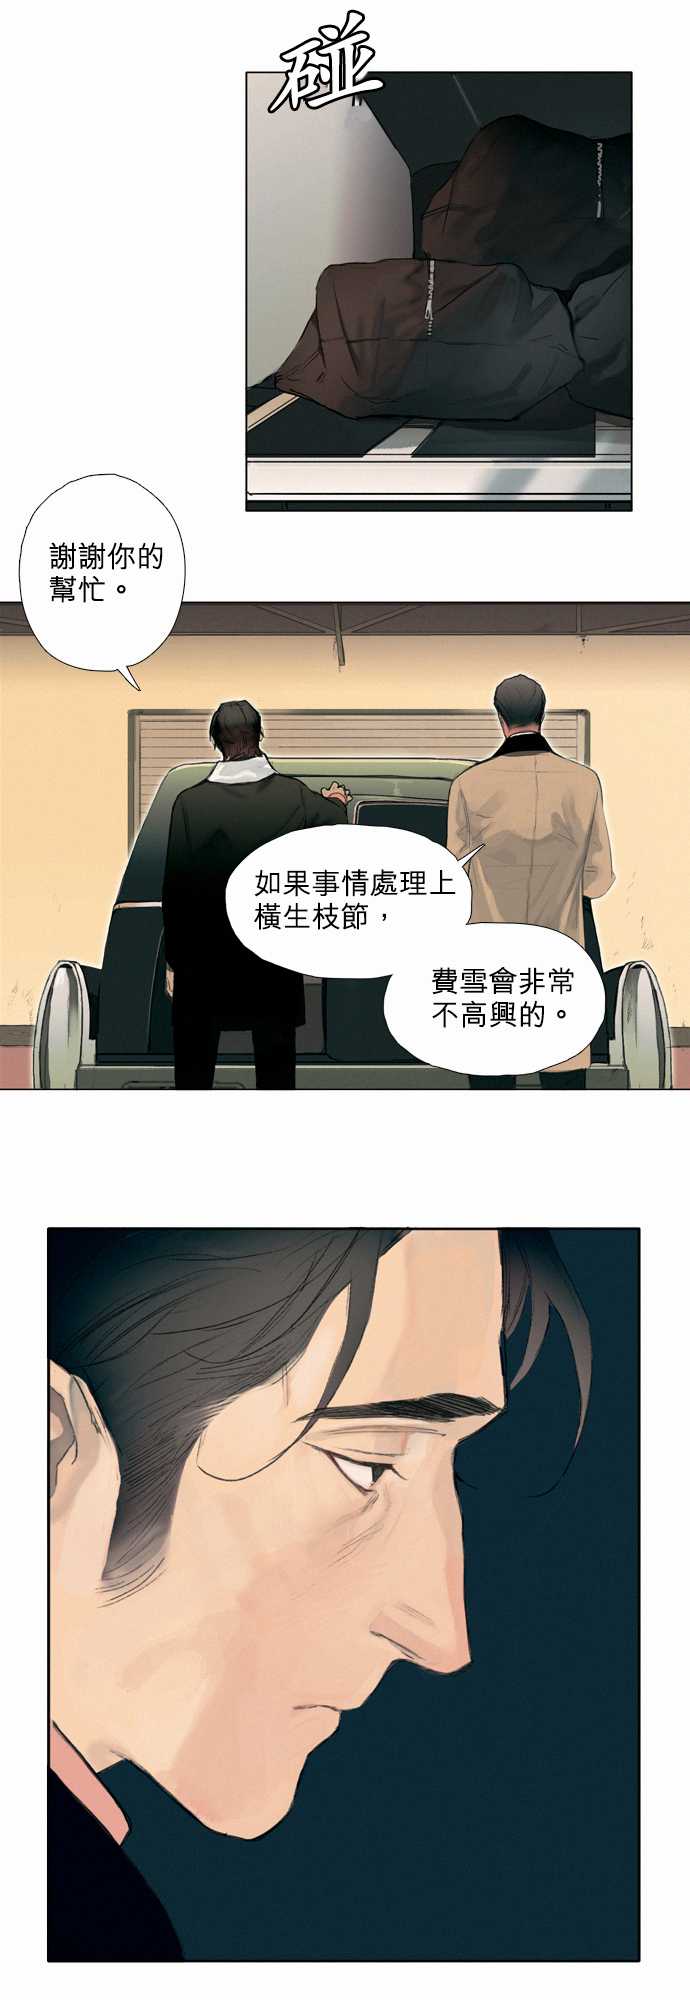 碰
謝謝你的
幫忙。
如果事情處理上
橫生枝節，
費雪會非常
不高興的。